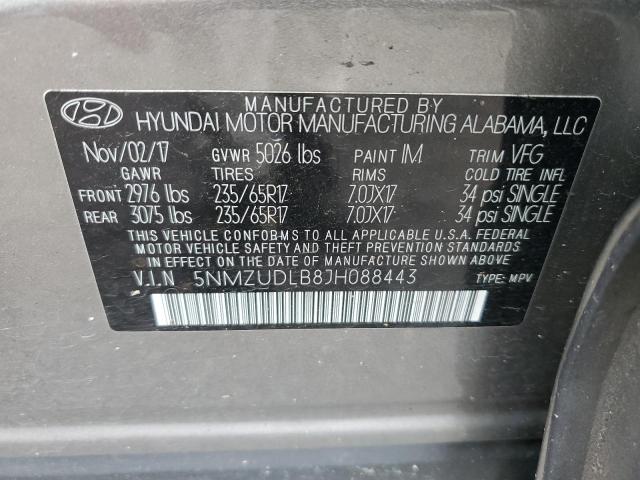 MANUFACTURED BY
HYUNDAI MOTOR MANUFACTURING ALABAMA, LLC
Nov/02/17 GVWR 5026 lbs PAINT IM TRIM VFG
GAWR TIRES RIMS COLD TIRE INFL
FRONT 2976 lbs 235/65R17 7.0JX17 34 psi SINGLE
REAR 3075 lbs 235/65R17 7.0JX17 34 psi SINGLE
THIS VEHICLE CONFORMS TO ALL APPLICABLE U.S.A. FEDERAL
MOTOR VEHICLE SAFETY AND THEFT PREVENTION STANDARDS
IN EFFECT ON THE DATE OF MANUFACTURE SHOWN ABOVE
V.I.N 5NMZUDLB8JH088443 TYPE: MPV